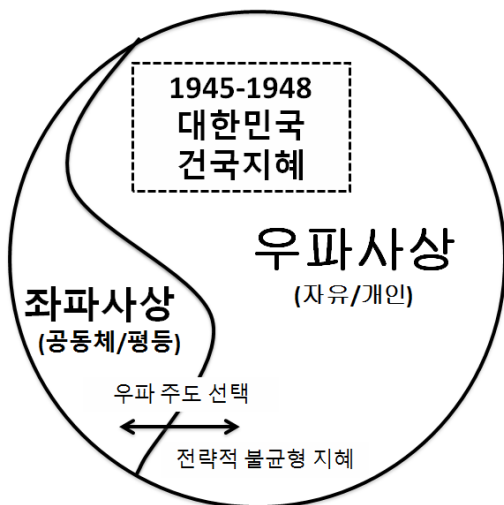 1945-1948
대한민국
건국지혜
우파사상
(자유/개인)
좌파사상
(공동체/평등)
우파 주도 선택
전략적 불균형 지혜